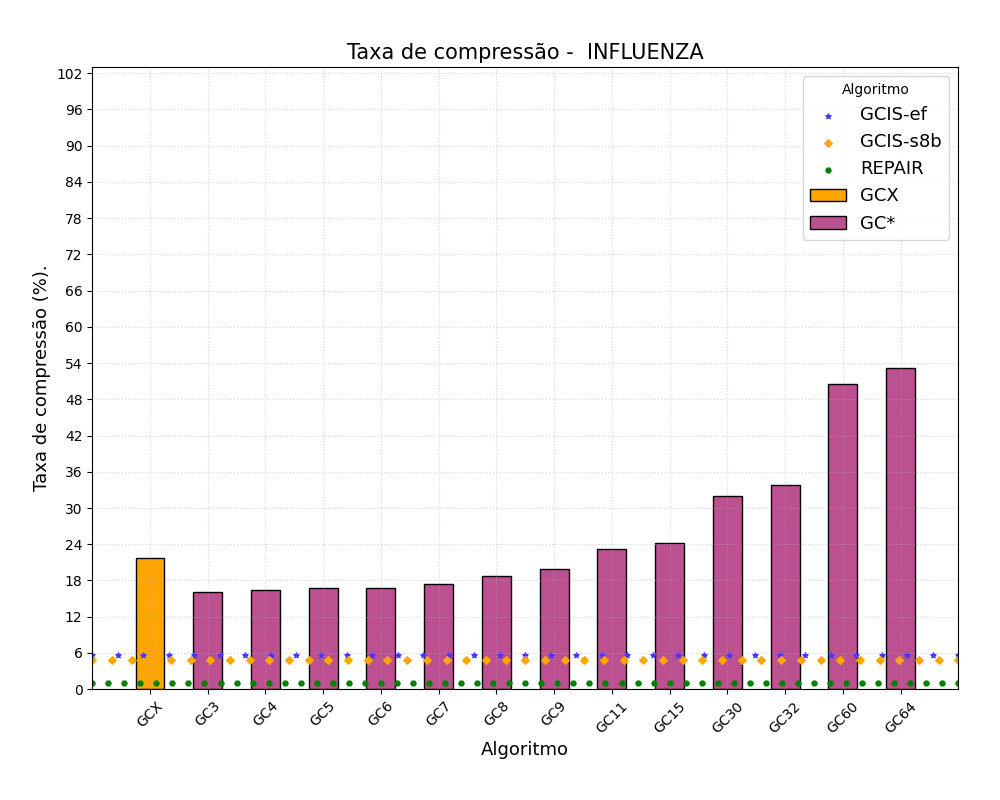 Taxa de compressão -  INFLUENZA
Taxa de compressão (%).
102
96
90
84
78
72
66
60
54
48
42
36
30
24
18
12
6
0
Algoritmo
GCIS-ef
GCIS-s8b
REPAIR
GCX
GC*
GCX
GC3
GC4
GC5
GC6
GC7
GC8
GC9
GC11
GC15
GC30
GC32
GC60
GC64
Algoritmo